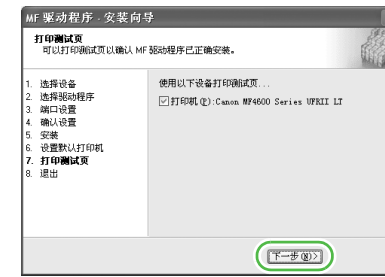 MF 驱动程序 - 安装向导
打印测试页
可以打印测试页以确认 MF 驱动程序已正确安装。
1. 选择设备
2. 选择驱动程序
3. 端口设置
4. 确认设置
5. 安装
6. 设置默认打印机
7. 打印测试页
8. 退出
使用以下设备打印测试页...
打印机(P):Canon MF4600 Series UFRII LT
下一步(N)>